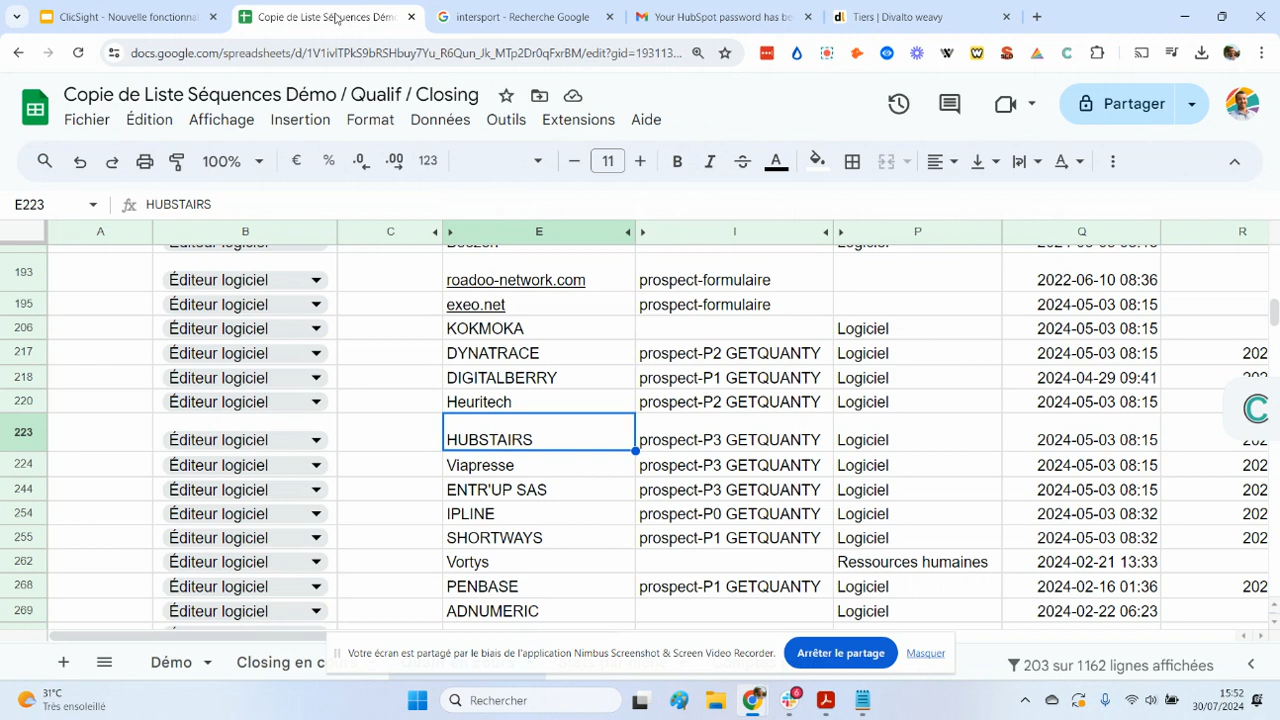 ClicSight - Nouvelle fonctionnal
Copie de Liste Séquences Démo
intersport - Recherche Google
Your HubSpot password has be
Tiers | Divalto weavy
docs.google.com/spreadsheets/d/1V1ivlTPkS9bRSHbuy7Yu_R6Qun_Jk_MTp2Dr0qFxrBM/edit?gid=193113...
Copie de Liste Séquences Démo / Qualif / Closing
Partager
Fichier Édition Affichage Insertion Format Données Outils Extensions Aide
100% € % .0 .00 123 11 B I A
E223 fx HUBSTAIRS
A B C E I P Q R
193 Éditeur logiciel roadoo-network.com prospect-formulaire 2022-06-10 08:36
195 Éditeur logiciel exeo.net prospect-formulaire 2024-05-03 08:15
206 Éditeur logiciel KOKMOKA Logiciel 2024-05-03 08:15
217 Éditeur logiciel DYNATRACE prospect-P2 GETQUANTY Logiciel 2024-05-03 08:15 202
218 Éditeur logiciel DIGITALBERRY prospect-P1 GETQUANTY Logiciel 2024-04-29 09:41
220 Éditeur logiciel Heuritech prospect-P2 GETQUANTY Logiciel 2024-05-03 08:15
223 Éditeur logiciel HUBSTAIRS prospect-P3 GETQUANTY Logiciel 2024-05-03 08:15
224 Éditeur logiciel Viapresse prospect-P3 GETQUANTY Logiciel 2024-05-03 08:15 202
244 Éditeur logiciel ENTR'UP SAS prospect-P3 GETQUANTY Logiciel 2024-05-03 08:15 202
254 Éditeur logiciel IPLINE prospect-P0 GETQUANTY Logiciel 2024-05-03 08:32 202
255 Éditeur logiciel SHORTWAYS prospect-P1 GETQUANTY Logiciel 2024-05-03 08:32 202
262 Éditeur logiciel Vortys Ressources humaines 2024-02-21 13:33
268 Éditeur logiciel PENBASE prospect-P1 GETQUANTY Logiciel 2024-02-16 01:36 202
269 Éditeur logiciel ADNUMERIC Logiciel 2024-02-22 06:23
Votre écran est partagé par le biais de l'application Nimbus Screenshot & Screen Video Recorder. Arrêter le partage Masquer
Démo Closing en co 203 sur 1162 lignes affichées
31°C
Très ensoleillé
Rechercher
6
15:52
30/07/2024